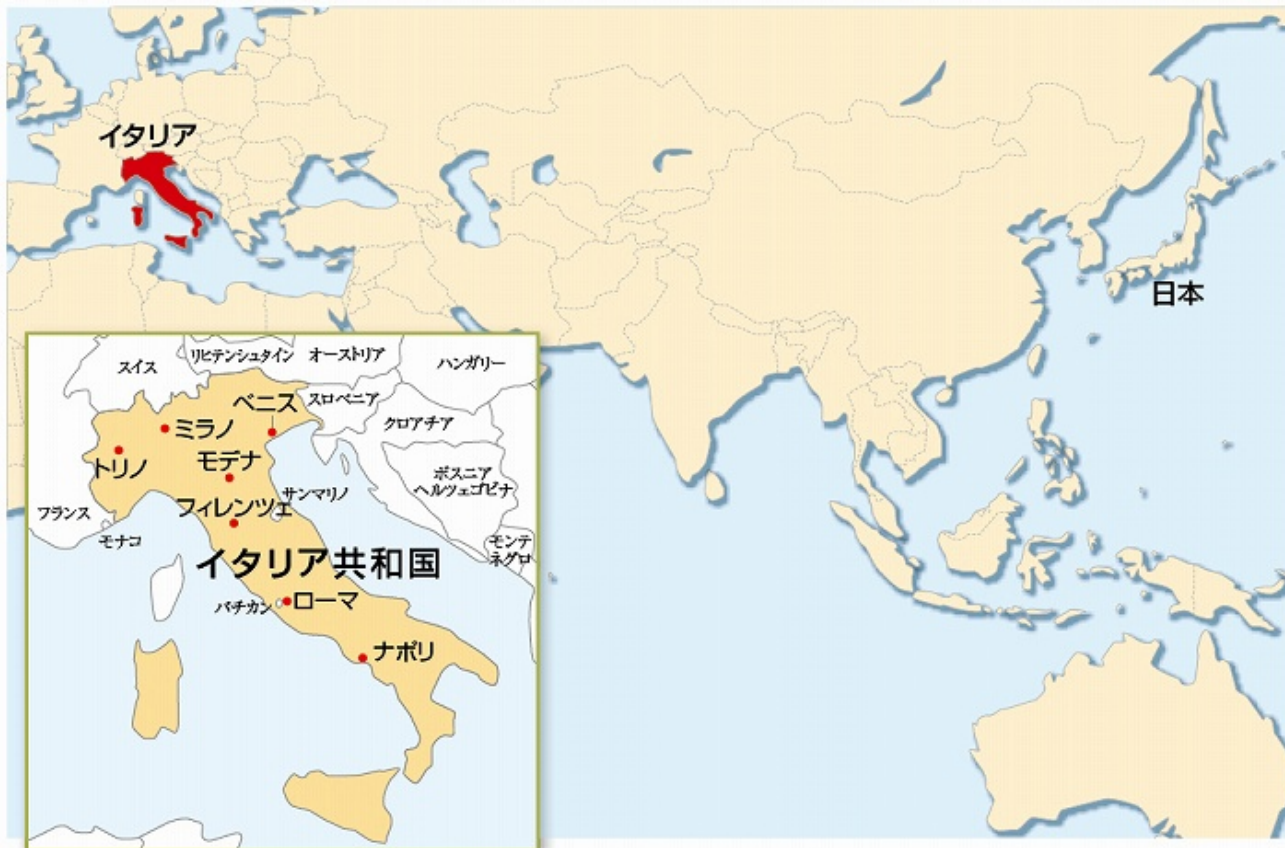 イタリア
日本
スイス
リヒテンシュタイン
オーストリア
ハンガリー
スロベニア
ベニス
クロアチア
ミラノ
トリノ
モデナ
ボスニア
ヘルツェゴビナ
サンマリノ
フランス
フィレンツェ
モナコ
モンテ
ネグロ
イタリア共和国
バチカン
ローマ
ナポリ